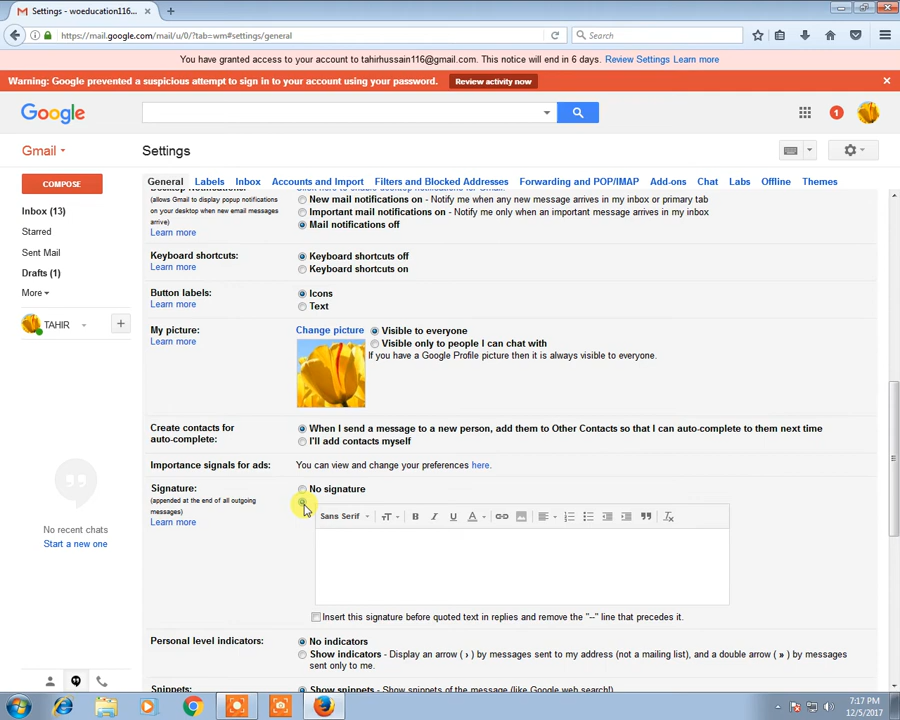 Settings - woeducation116...
https://mail.google.com/mail/u/0/?tab=wm#settings/general
Search
You have granted access to your account to tahirhussain116@gmail.com. This notice will end in 6 days. Review Settings Learn more
Warning: Google prevented a suspicious attempt to sign in to your account using your password. Review activity now
Google
1
Gmail
Settings
COMPOSE
Inbox (13)
Starred
Sent Mail
Drafts (1)
More
TAHIR
No recent chats
Start a new one
General Labels Inbox Accounts and Import Filters and Blocked Addresses Forwarding and POP/IMAP Add-ons Chat Labs Offline Themes
(allows Gmail to display popup notifications
on your desktop when new email messages
arrive)
Learn more
New mail notifications on - Notify me when any new message arrives in my inbox or primary tab
Important mail notifications on - Notify me only when an important message arrives in my inbox
Mail notifications off
Keyboard shortcuts:
Learn more
Keyboard shortcuts off
Keyboard shortcuts on
Button labels:
Learn more
Icons
Text
My picture:
Learn more
Change picture
Visible to everyone
Visible only to people I can chat with
If you have a Google Profile picture then it is always visible to everyone.
Create contacts for
auto-complete:
When I send a message to a new person, add them to Other Contacts so that I can auto-complete to them next time
I'll add contacts myself
Importance signals for ads:
You can view and change your preferences here.
Signature:
(appended at the end of all outgoing
messages)
Learn more
No signature
Sans Serif
Insert this signature before quoted text in replies and remove the "--" line that precedes it.
Personal level indicators:
No indicators
Show indicators - Display an arrow ( › ) by messages sent to my address (not a mailing list), and a double arrow ( » ) by messages
sent only to me.
Snippets:
Show snippets - Show snippets of the message (like Google web search!)
7:17 PM
12/5/2017